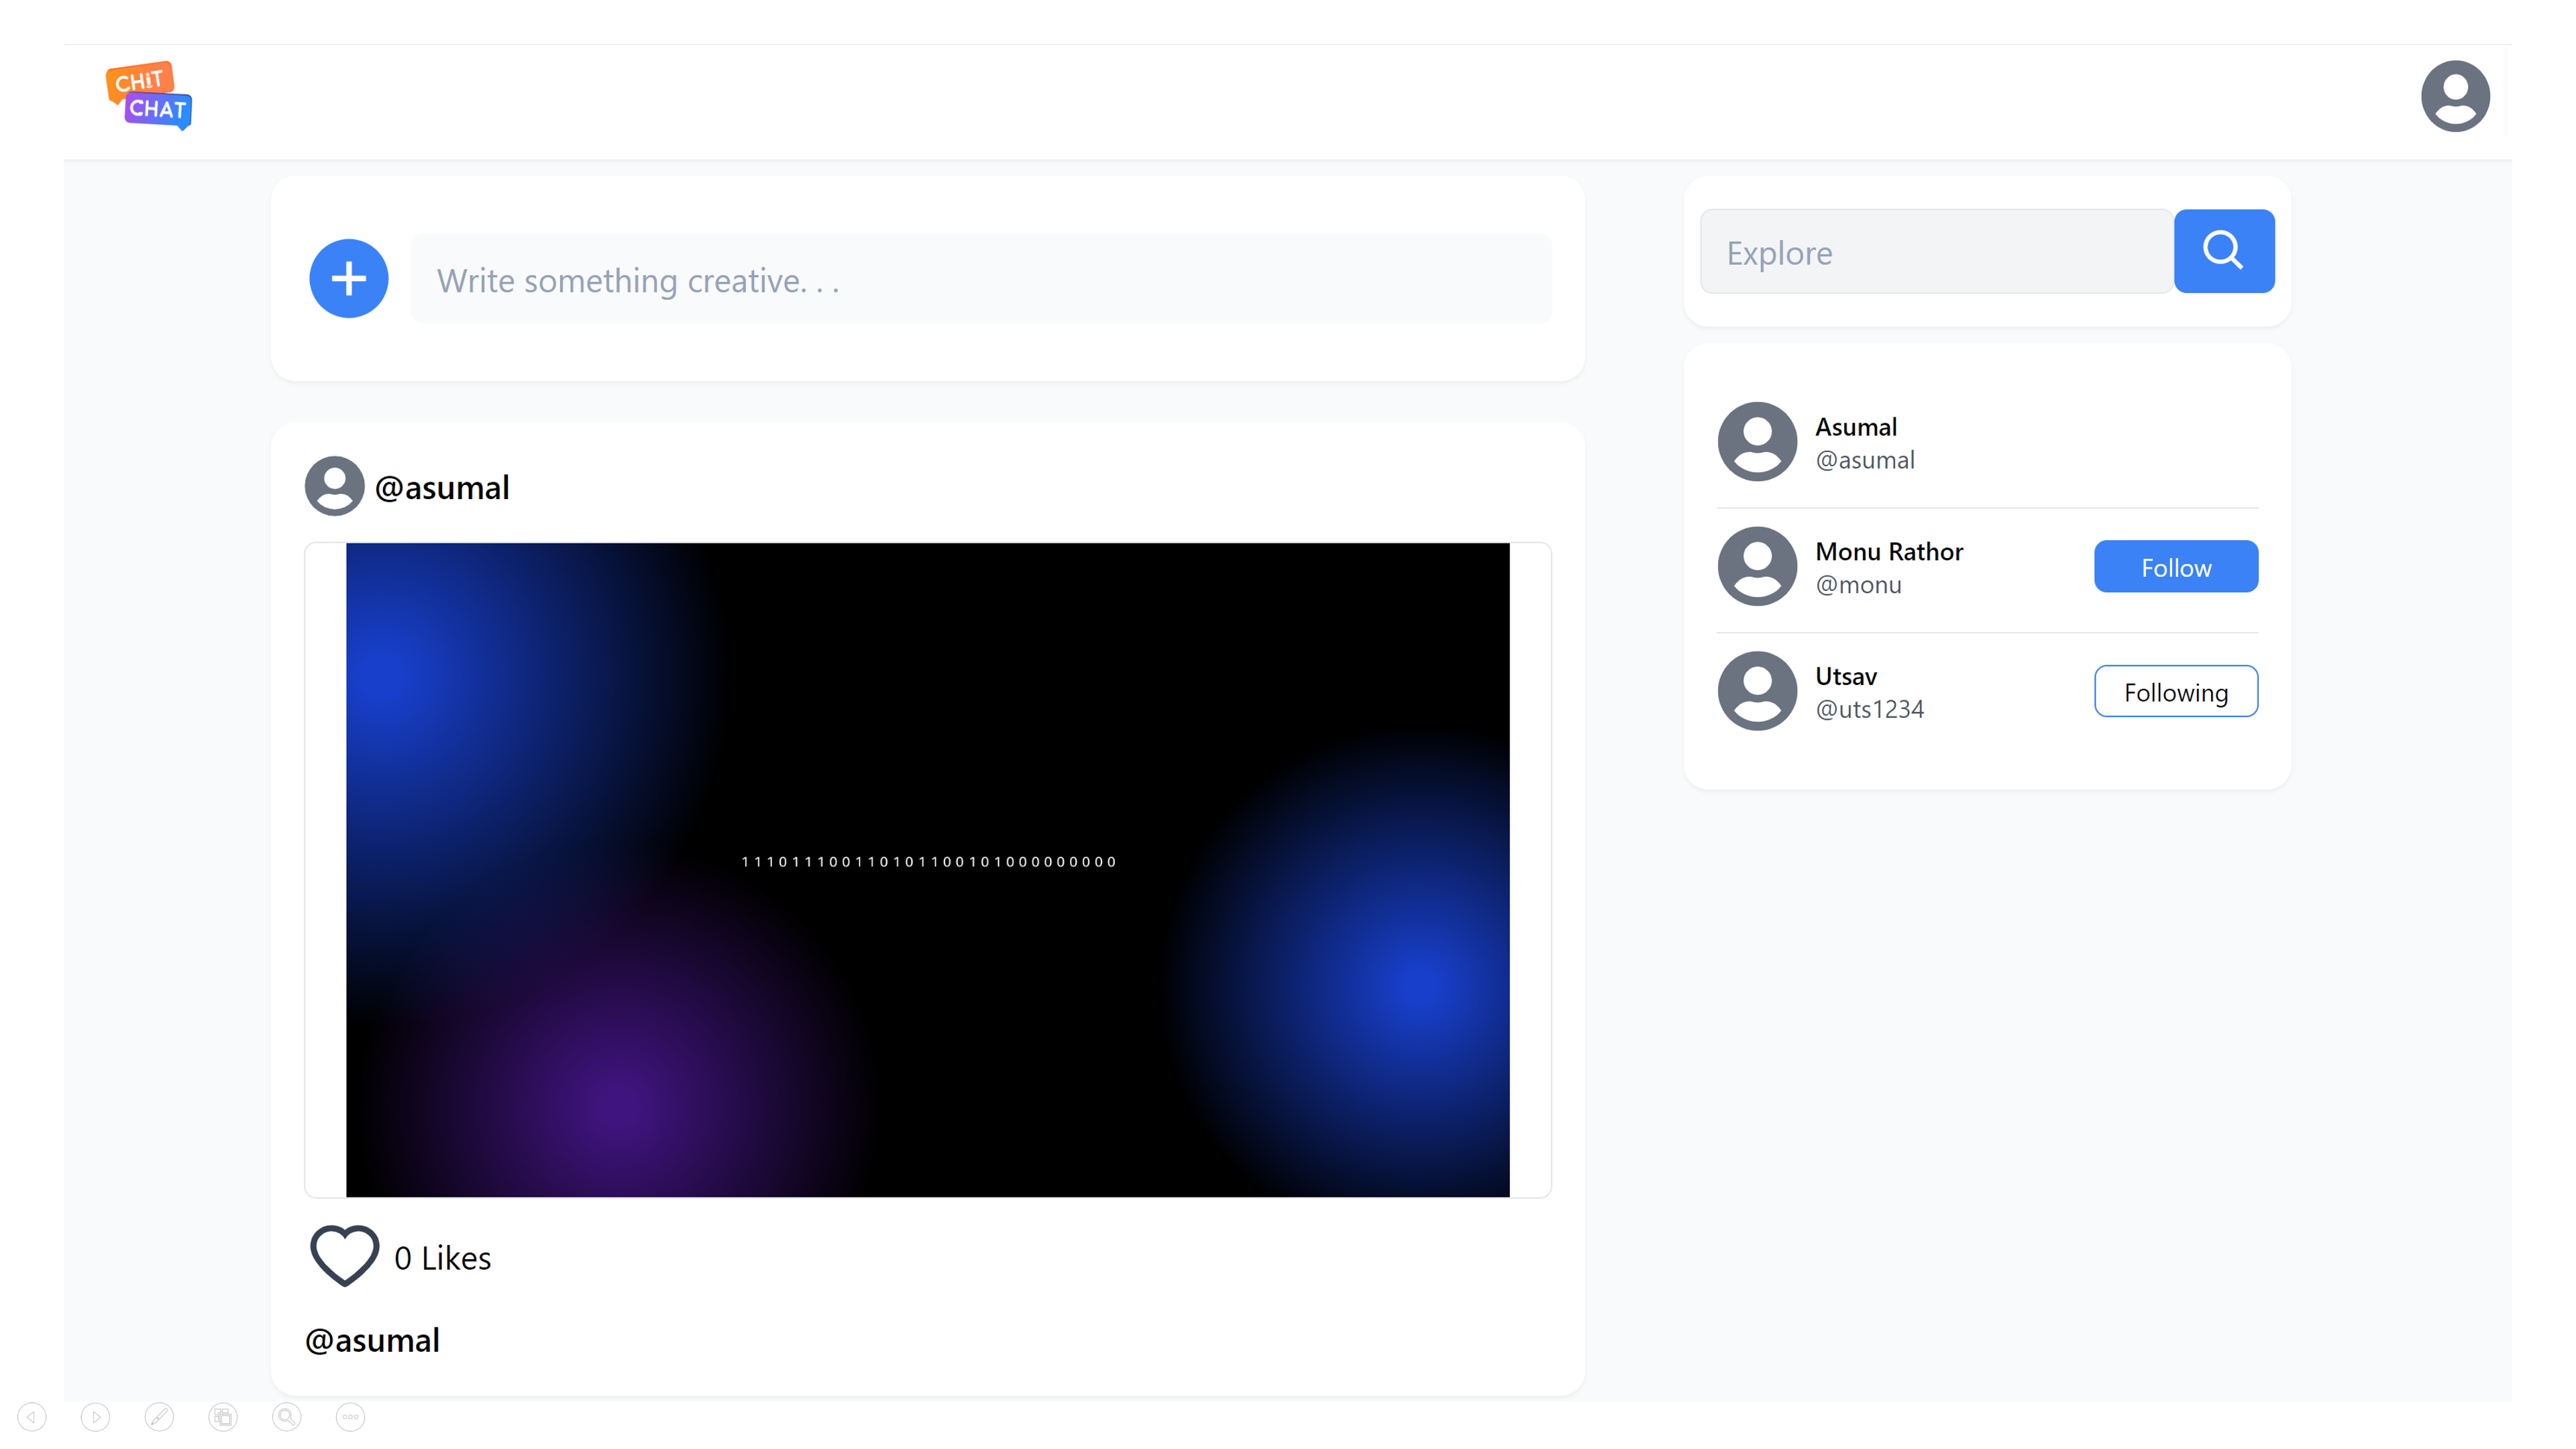 CHiT
CHAT
Write something creative. . .
Explore
@asumal
Asumal
@asumal
Monu Rathor
@monu
Follow
Utsav
@uts1234
Following
1 1 1 0 1 1 1 0 0 1 1 0 1 0 1 1 0 0 1 0 1 0 0 0 0 0 0 0 0 0
0 Likes
@asumal